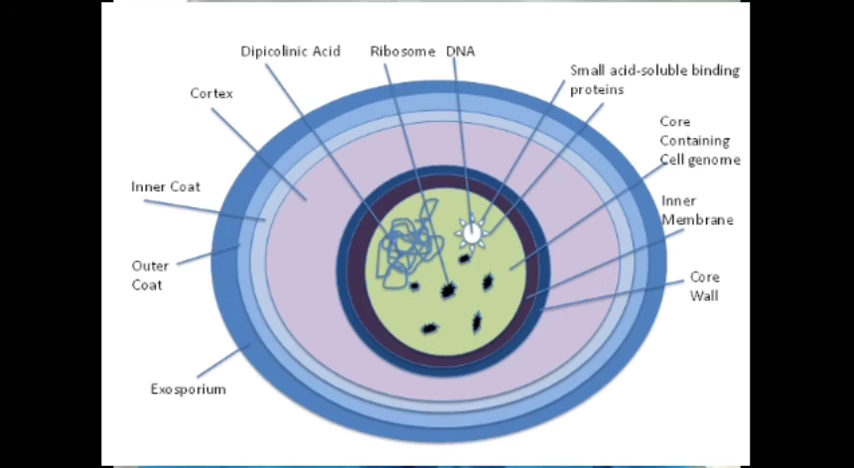 Dipicolinic Acid
Ribosome
DNA
Small acid-soluble binding
proteins
Cortex
Core
Containing
Cell genome
Inner Coat
Inner
Membrane
Outer
Coat
Core
Wall
Exosporium